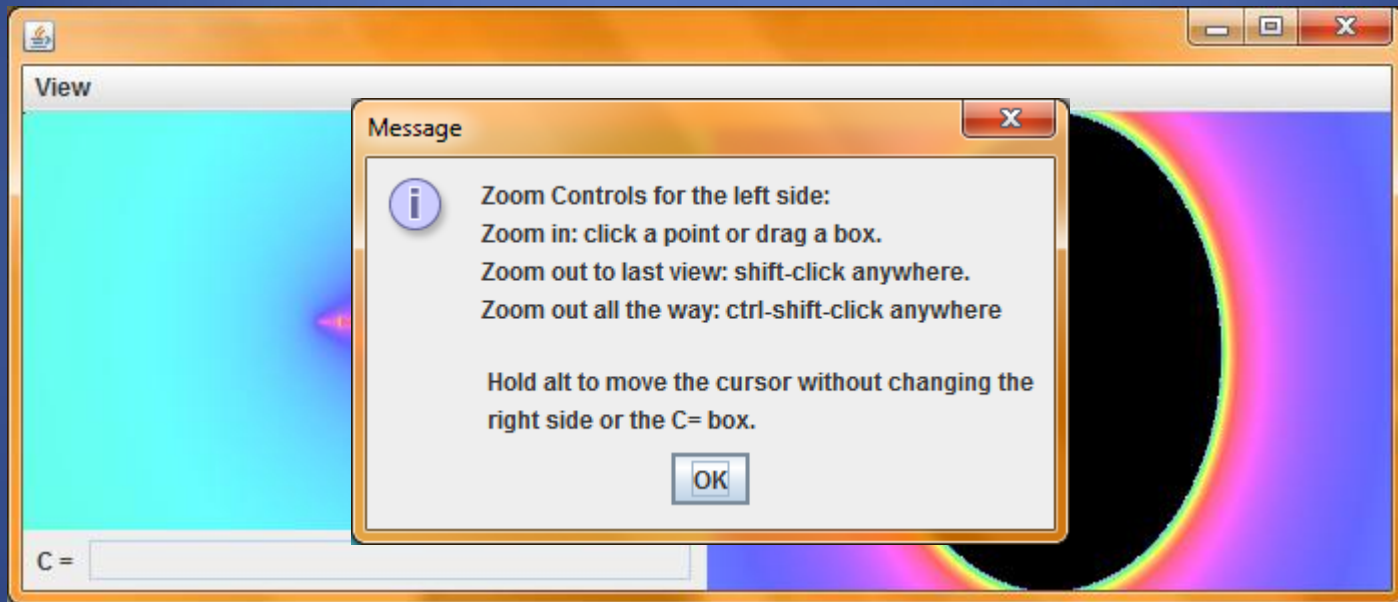 View
Message
Zoom Controls for the left side:
Zoom in: click a point or drag a box.
Zoom out to last view: shift-click anywhere.
Zoom out all the way: ctrl-shift-click anywhere
Hold alt to move the cursor without changing the
right side or the C= box.
OK
C =